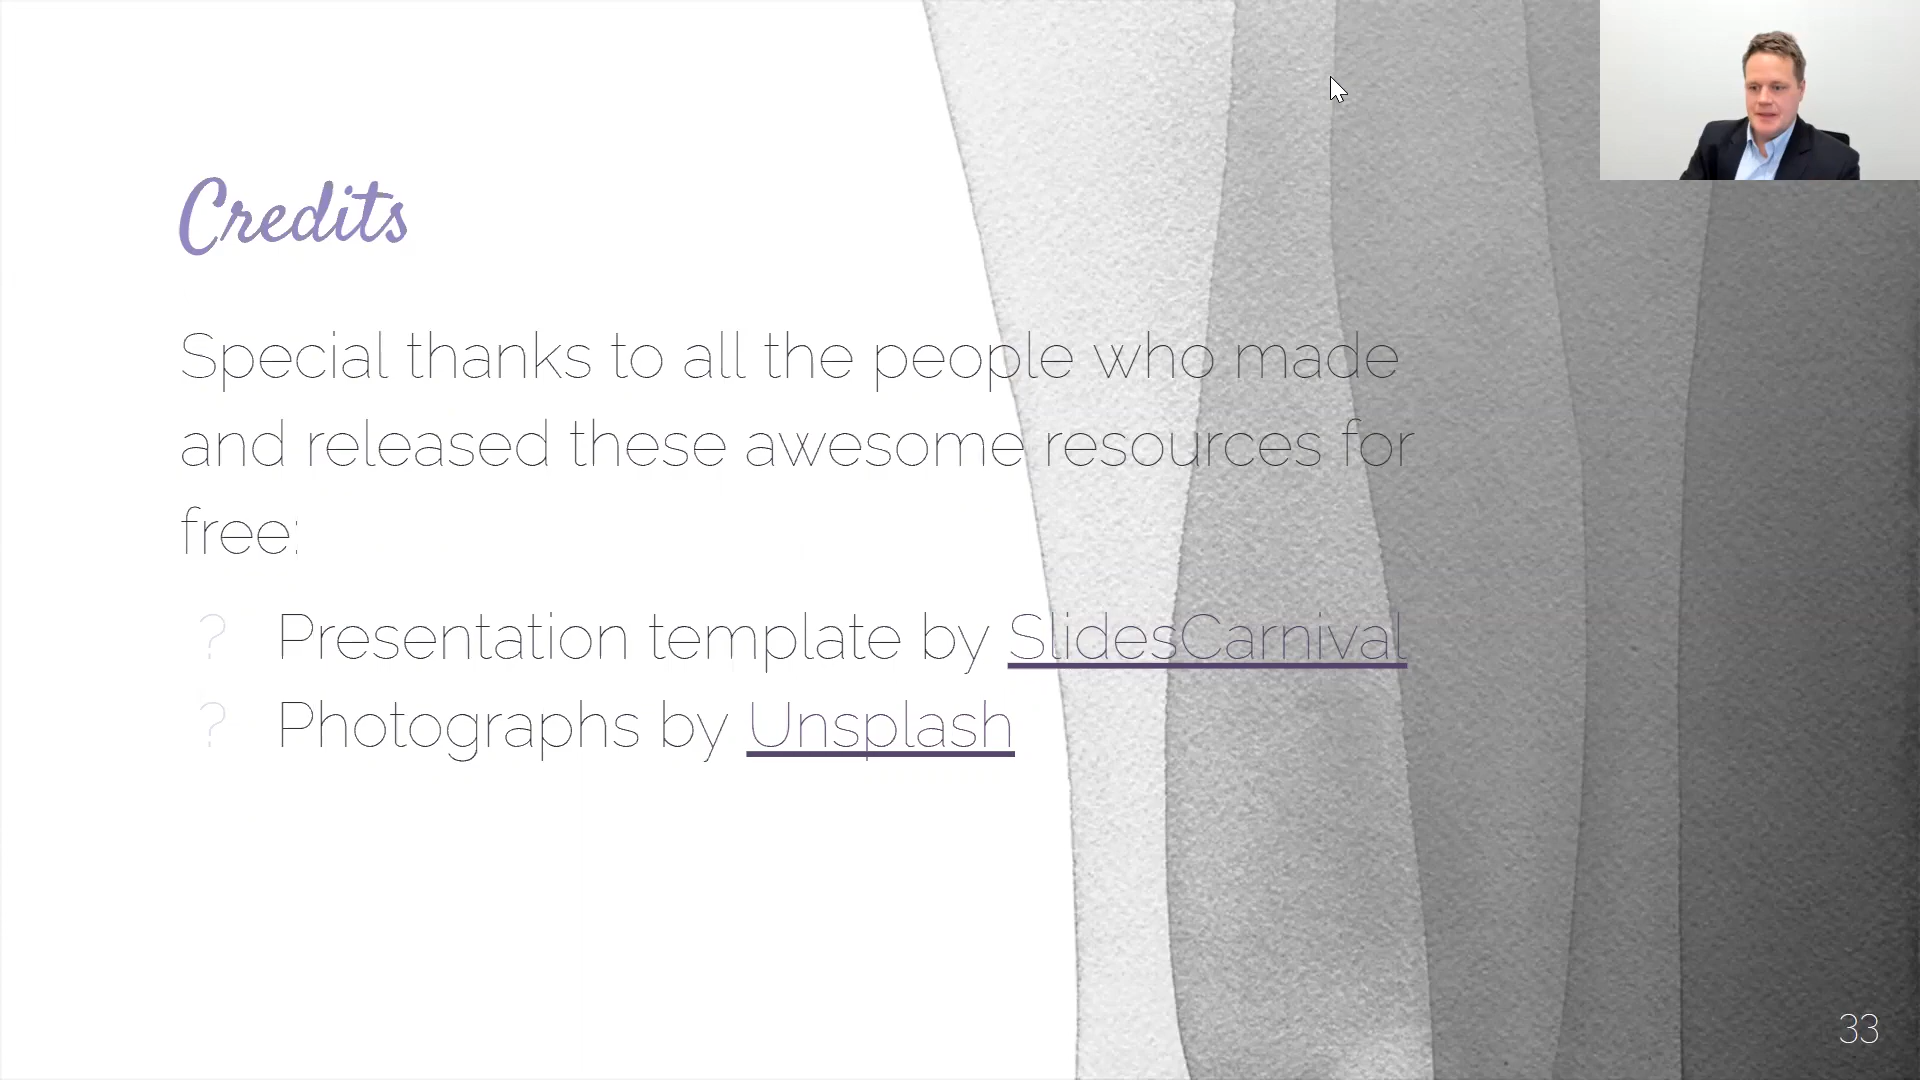 Credits
Special thanks to all the people who made
and released these awesome resources for
free:
? Presentation template by SlidesCarnival
? Photographs by Unsplash
33